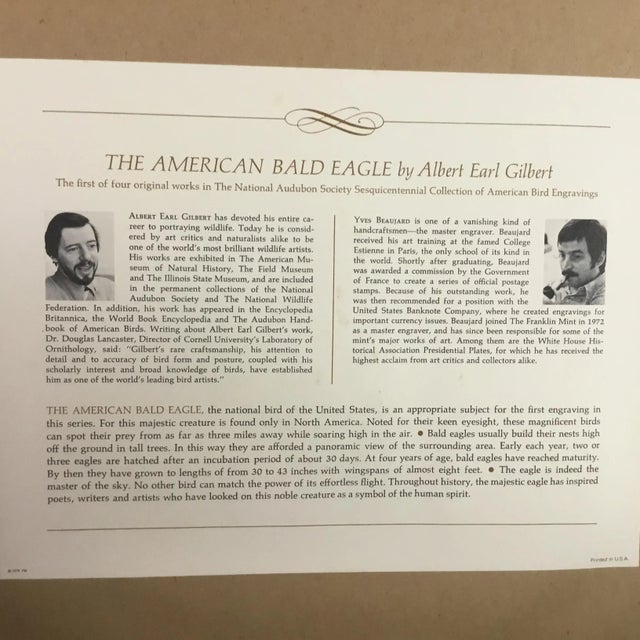 THE AMERICAN BALD EAGLE by Albert Earl Gilbert
The first of four original works in The National Audubon Society Sesquicentennial Collection of American Bird Engravings
ALBERT EARL GILBERT has devoted his entire ca-
reer to portraying wildlife. Today he is consid-
ered by art critics and naturalists alike to be
one of the world's most brilliant wildlife artists.
His works are exhibited in The American Mu-
seum of Natural History, The Field Museum
and The Illinois State Museum, and are included
in the permanent collections of the National
Audubon Society and The National Wildlife
Federation. In addition, his work has appeared in the Encyclopedia
Britannica, the World Book Encyclopedia and The Audubon Hand-
book of American Birds. Writing about Albert Earl Gilbert's work,
Dr. Douglas Lancaster, Director of Cornell University's Laboratory of
Ornithology, said: "Gilbert's rare craftsmanship, his attention to
detail and to accuracy of bird form and posture, coupled with his
scholarly interest and broad knowledge of birds, have established
him as one of the world's leading bird artists."
YVES BEAUJARD is one of a vanishing kind of
handcraftsmen—the master engraver. Beaujard
received his art training at the famed College
Estienne in Paris, the only school of its kind in
the world. Shortly after graduating, Beaujard
was awarded a commission by the Government
of France to create a series of official postage
stamps. Because of his outstanding work, he
was then recommended for a position with the
United States Banknote Company, where he created engravings for
important currency issues. Beaujard joined The Franklin Mint in 1972
as a master engraver, and has since been responsible for some of the
mint's major works of art. Among them are the White House His-
torical Association Presidential Plates, for which he has received the
highest acclaim from art critics and collectors alike.
THE AMERICAN BALD EAGLE, the national bird of the United States, is an appropriate subject for the first engraving in
this series. For this majestic creature is found only in North America. Noted for their keen eyesight, these magnificent birds
can spot their prey from as far as three miles away while soaring high in the air. ● Bald eagles usually build their nests high
off the ground in tall trees. In this way they are afforded a panoramic view of the surrounding area. Early each year, two or
three eagles are hatched after an incubation period of about 30 days. At four years of age, bald eagles have reached maturity.
By then they have grown to lengths of from 30 to 43 inches with wingspans of almost eight feet. ● The eagle is indeed the
master of the sky. No other bird can match the power of its effortless flight. Throughout history, the majestic eagle has inspired
poets, writers and artists who have looked on this noble creature as a symbol of the human spirit.
Printed in U.S.A.